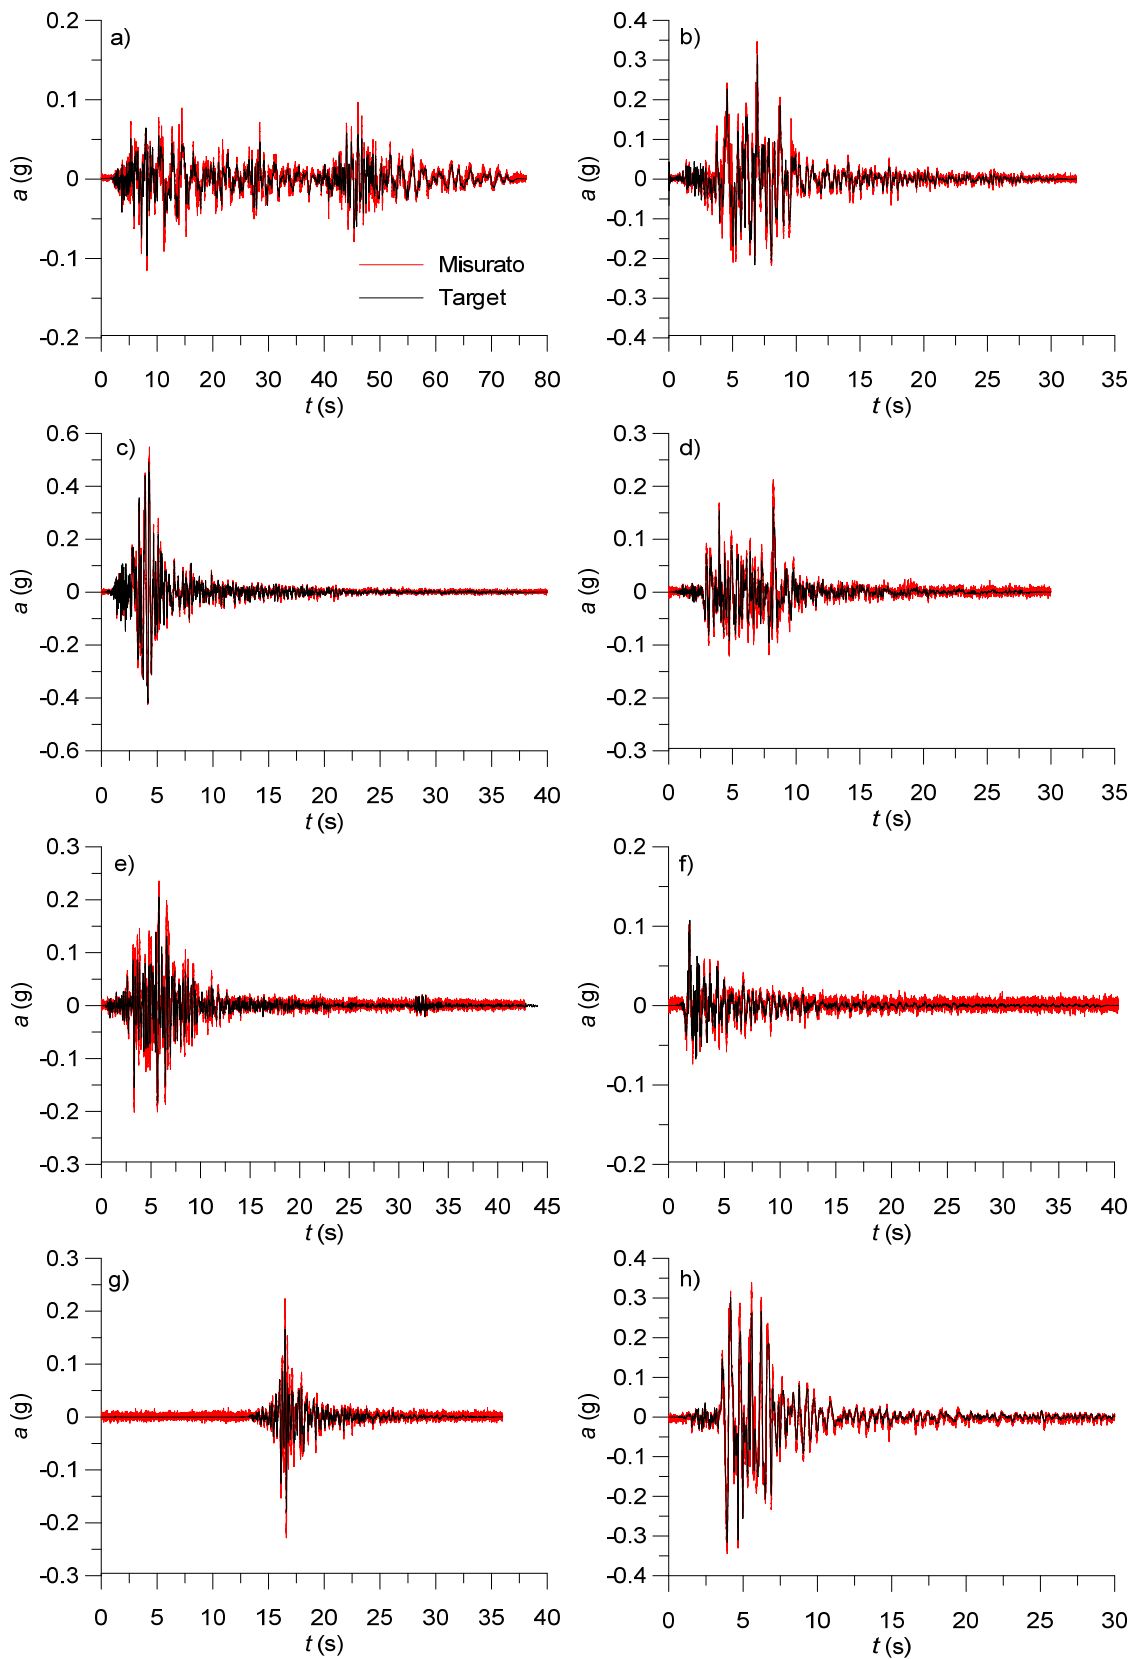 a)
0.2
0.1
0
-0.1
-0.2
a (g)
Misurato
Target
0 10 20 30 40 50 60 70 80
t (s)
b)
0.4
0.3
0.2
0.1
0
-0.1
-0.2
-0.3
-0.4
a (g)
0 5 10 15 20 25 30 35
t (s)
c)
0.6
0.4
0.2
0
-0.2
-0.4
-0.6
a (g)
0 5 10 15 20 25 30 35 40
t (s)
d)
0.3
0.2
0.1
0
-0.1
-0.2
-0.3
a (g)
0 5 10 15 20 25 30 35
t (s)
e)
0.3
0.2
0.1
0
-0.1
-0.2
-0.3
a (g)
0 5 10 15 20 25 30 35 40 45
t (s)
f)
0.2
0.1
0
-0.1
-0.2
a (g)
0 5 10 15 20 25 30 35 40
t (s)
g)
0.3
0.2
0.1
0
-0.1
-0.2
-0.3
a (g)
0 5 10 15 20 25 30 35 40
t (s)
h)
0.4
0.3
0.2
0.1
0
-0.1
-0.2
-0.3
-0.4
a (g)
0 5 10 15 20 25 30
t (s)